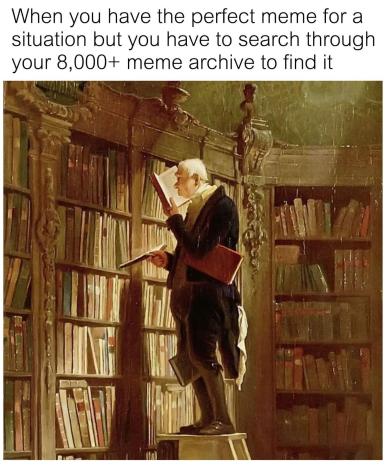 When you have the perfect meme for a
situation but you have to search through
your 8,000+ meme archive to find it